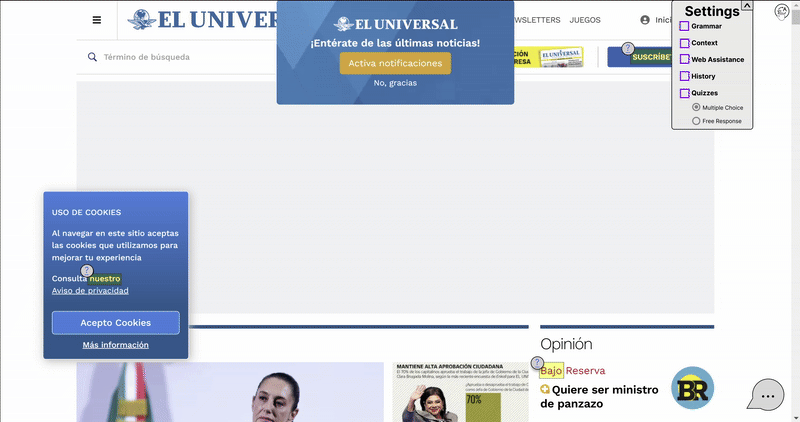 EL UNIVERSAL
EL UNIVERSAL
WSLETTERS JUEGOS
Inici
¡Entérate de las últimas noticias!
Activa notificaciones
No, gracias
Término de búsqueda
CIÓN
RESA
EL UNIVERSAL
?
SUSCRÍBET
Settings
Grammar
Context
Web Assistance
History
Quizzes
Multiple Choice
Free Response
USO DE COOKIES
Al navegar en este sitio aceptas
las cookies que utilizamos para
mejorar tu experiencia
?
Consulta nuestro
Aviso de privacidad
Acepto Cookies
Más información
MANTIENE ALTA APROBACIÓN CIUDADANA
70%
Opinión
?
Bajo Reserva
Quiere ser ministro
de panzazo
BR